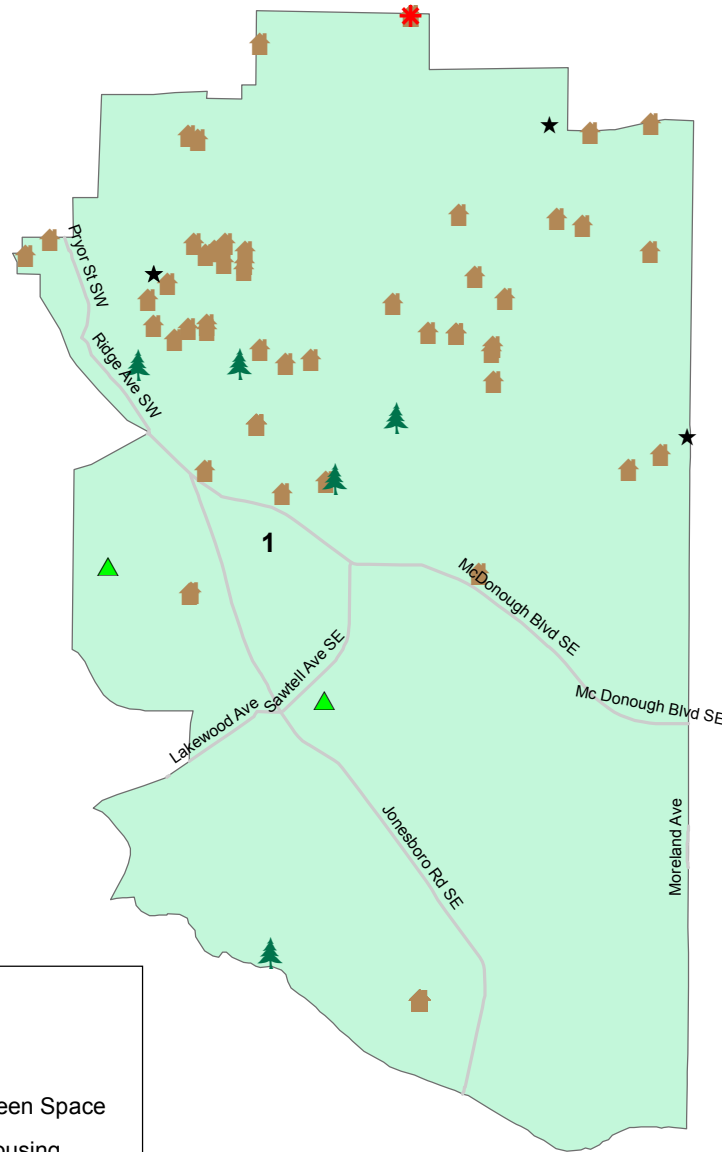 Pryor St SW
Ridge Ave SW
1
McDonough Blvd SE
Sawtell Ave SE
Mc Donough Blvd SE
Lakewood Ave
Jonesboro Rd SE
Moreland Ave
Space